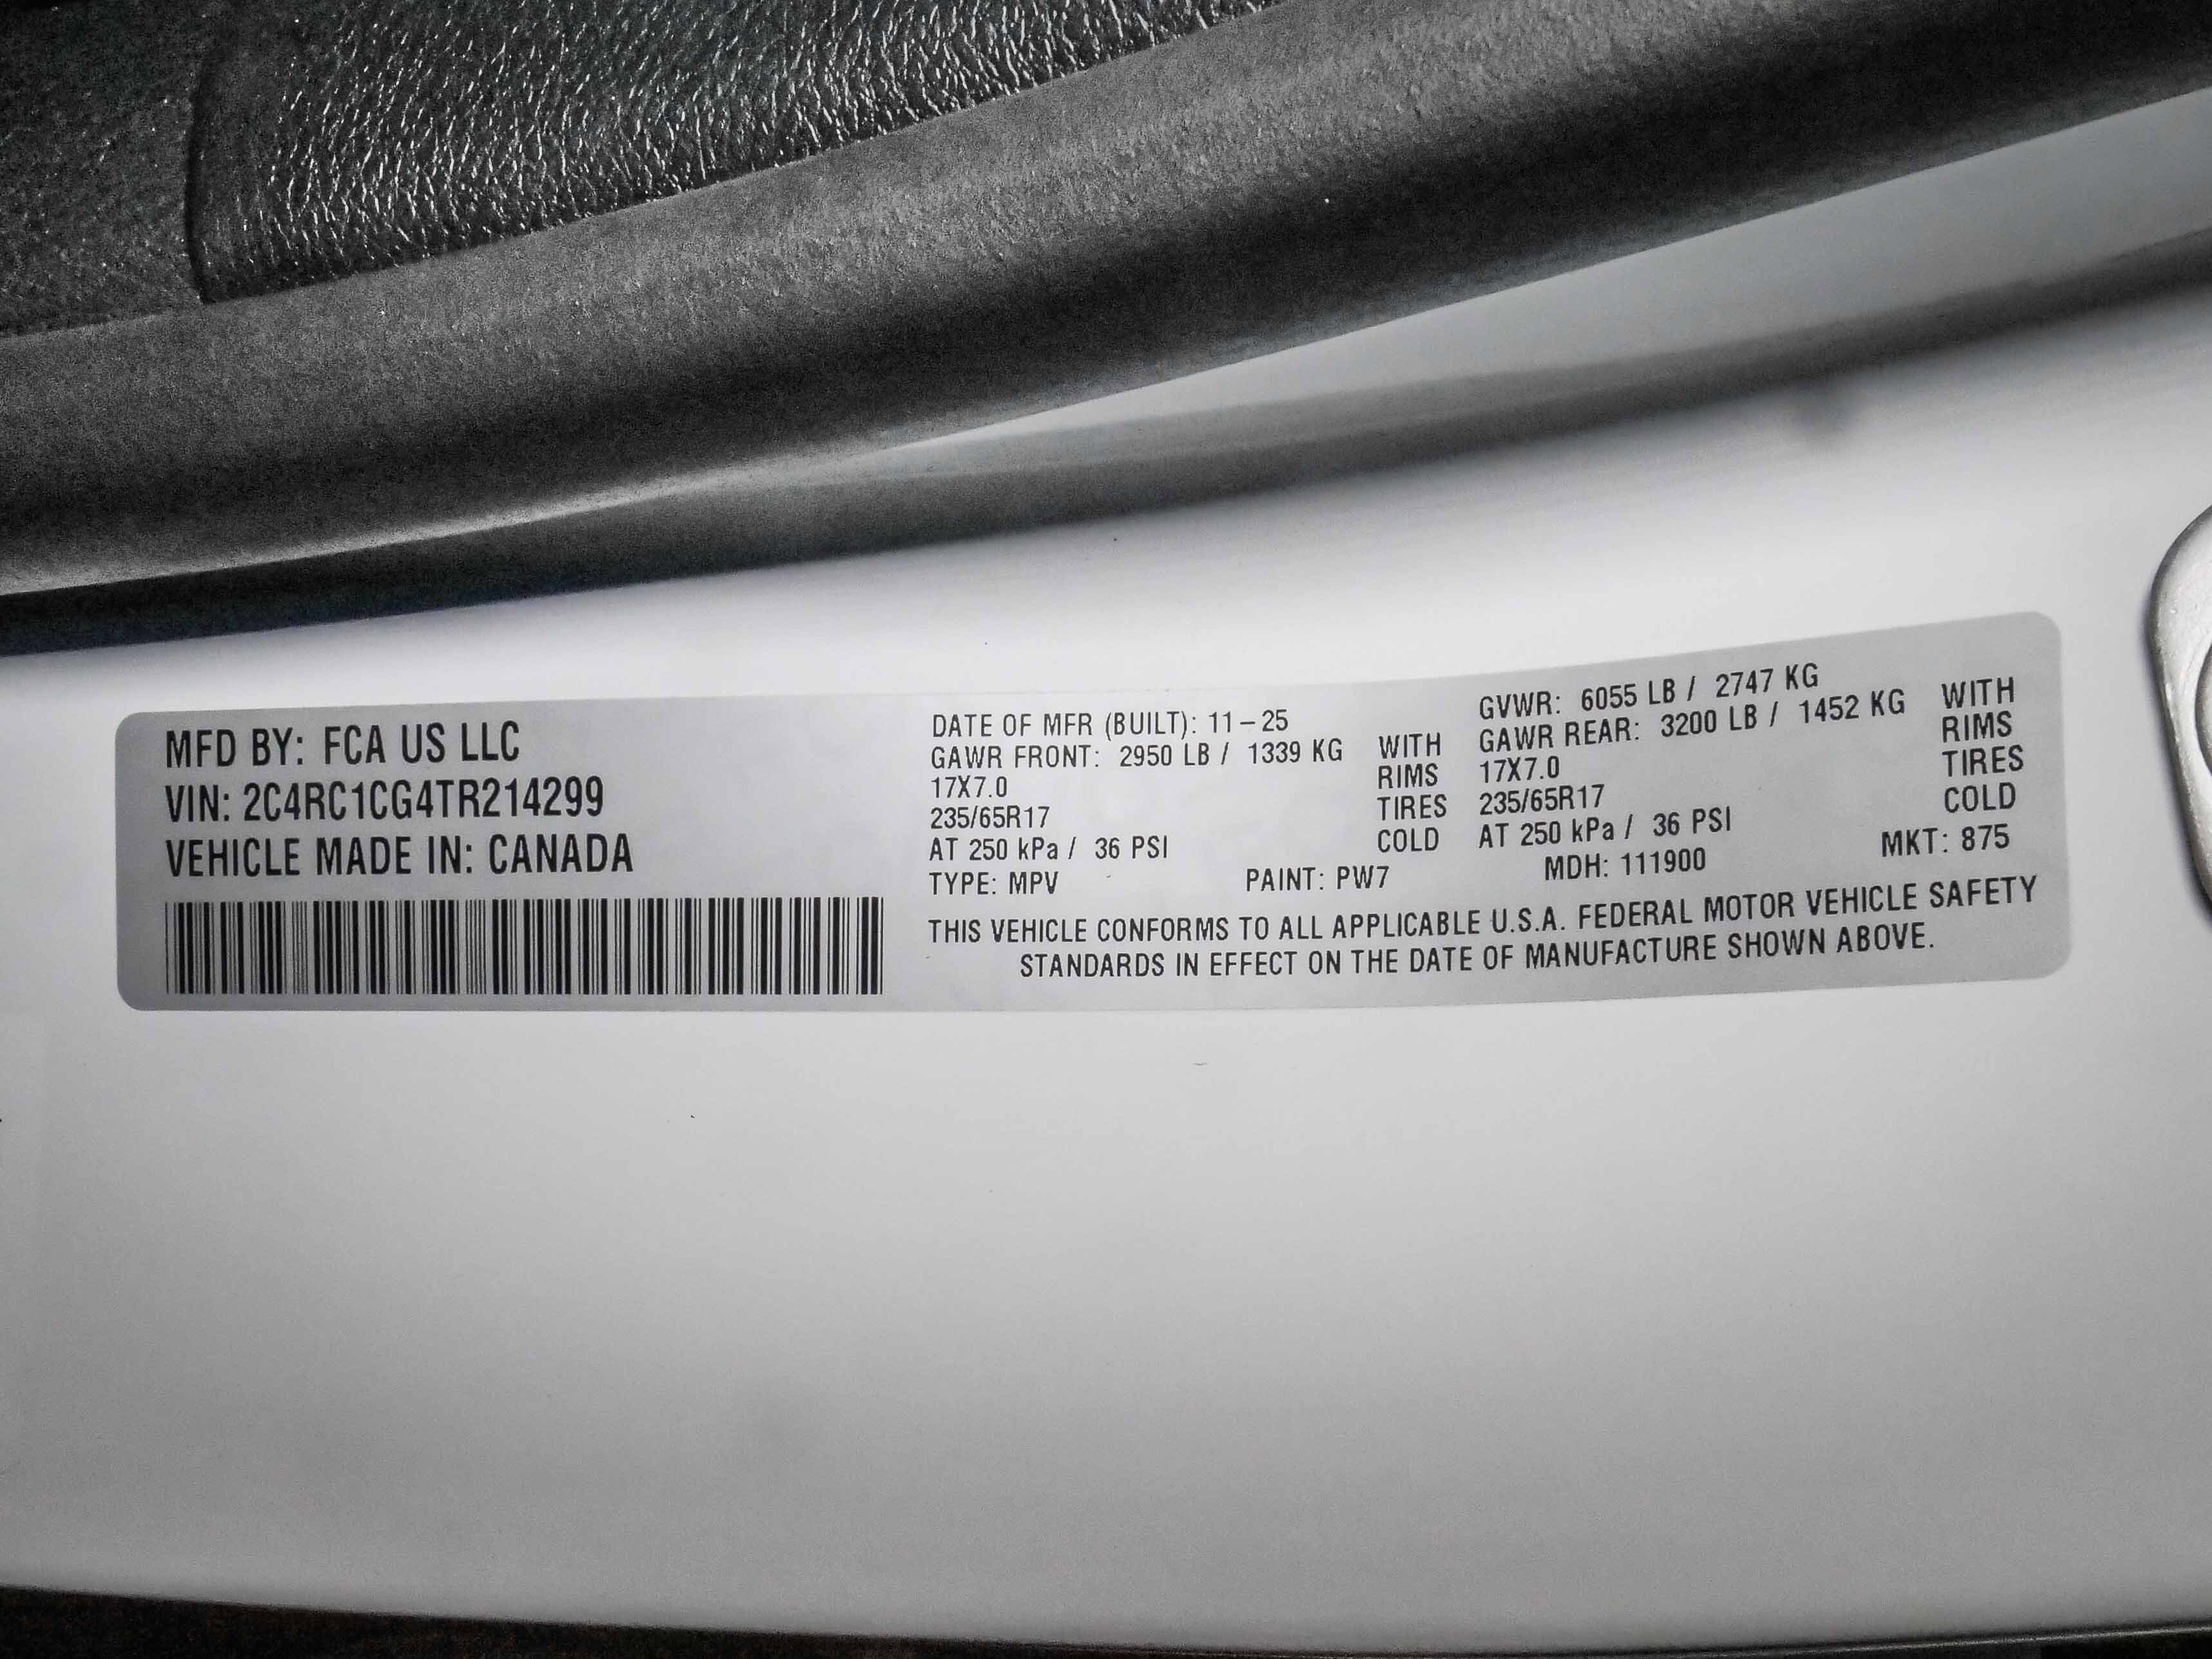 MFD BY: FCA US LLC
VIN: 2C4RC1CG4TR214299
VEHICLE MADE IN: CANADA
DATE OF MFR (BUILT): 11-25
GVWR: 6055 LB / 2747 KG
GAWR FRONT: 2950 LB / 1339 KG WITH
17X7.0 RIMS
235/65R17 TIRES
AT 250 kPa / 36 PSI COLD
GAWR REAR: 3200 LB / 1452 KG WITH
17X7.0 RIMS
235/65R17 TIRES
AT 250 kPa / 36 PSI COLD
TYPE: MPV PAINT: PW7 MDH: 111900 MKT: 875
THIS VEHICLE CONFORMS TO ALL APPLICABLE U.S.A. FEDERAL MOTOR VEHICLE SAFETY
STANDARDS IN EFFECT ON THE DATE OF MANUFACTURE SHOWN ABOVE.